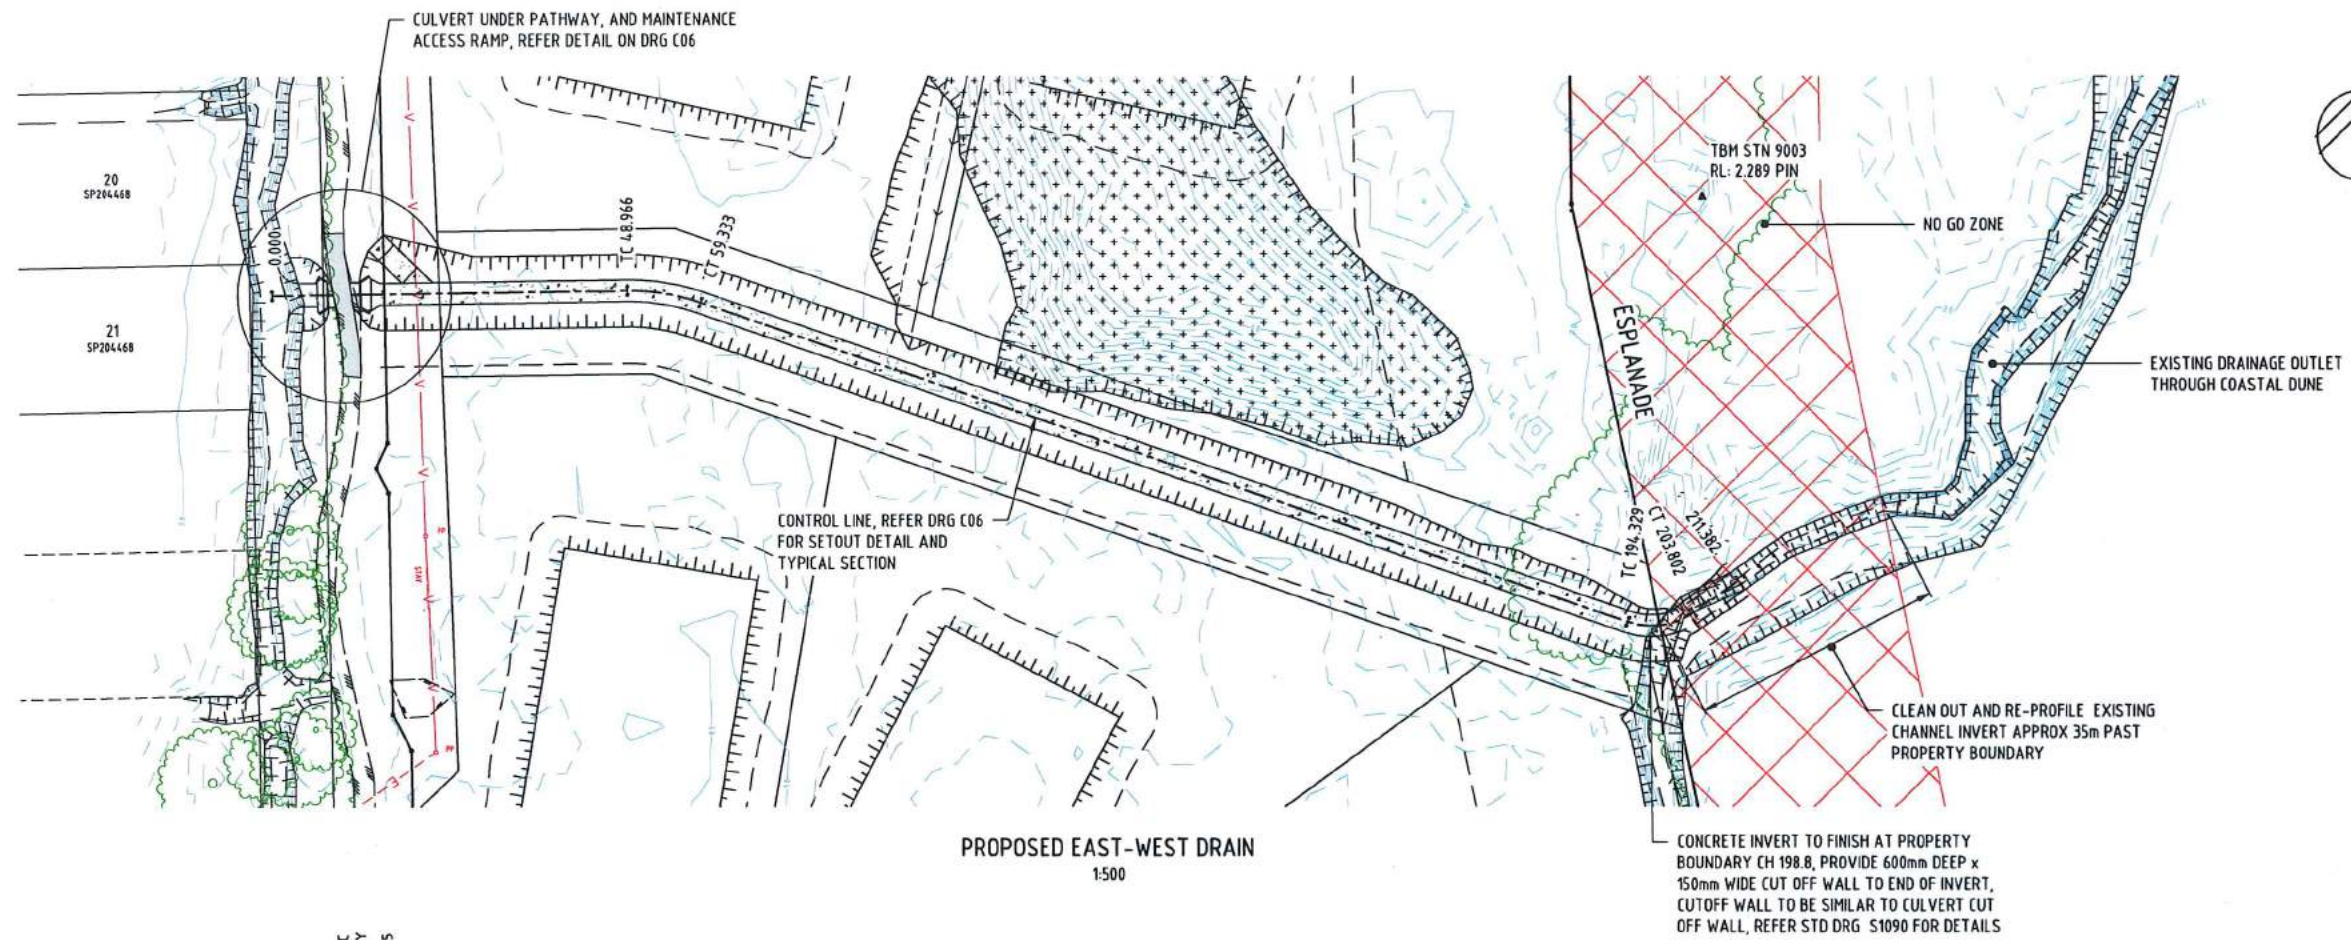 CULVERT UNDER PATHWAY, AND MAINTENANCE
ACCESS RAMP, REFER DETAIL ON DRG C06
20
SP204468
21
SP204468
0.000
TC 48.966
CT 59.333
V
V
V
V
V
PP
STAY
V
V
PP
E
TBM STN 9003
RL: 2.289 PIN
NO GO ZONE
ESPLANADE
EXISTING DRAINAGE OUTLET
THROUGH COASTAL DUNE
CONTROL LINE, REFER DRG C06
FOR SETOUT DETAIL AND
TYPICAL SECTION
TC 194.329
CT 203.802
211.382
CLEAN OUT AND RE-PROFILE EXISTING
CHANNEL INVERT APPROX 35m PAST
PROPERTY BOUNDARY
PROPOSED EAST-WEST DRAIN
1:500
CONCRETE INVERT TO FINISH AT PROPERTY
BOUNDARY CH 198.8, PROVIDE 600mm DEEP x
150mm WIDE CUT OFF WALL TO END OF INVERT,
CUTOFF WALL TO BE SIMILAR TO CULVERT CUT
OFF WALL, REFER STD DRG S1090 FOR DETAILS